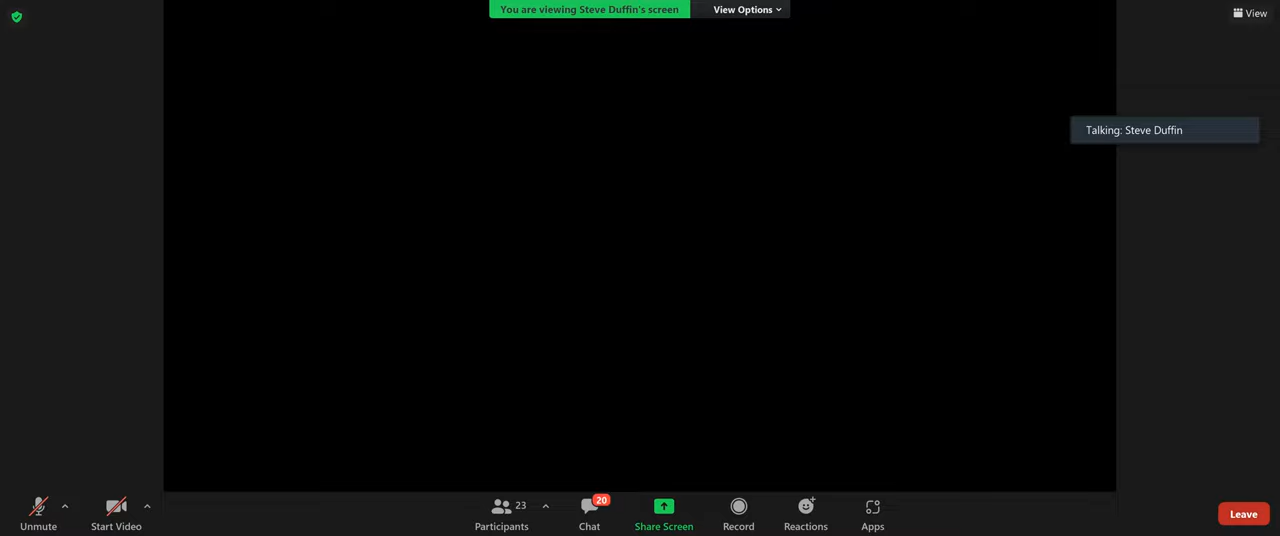 You are viewing Steve Duffin's screen
View Options
View
Talking: Steve Duffin
Unmute
Start Video
23
Participants
20
Chat
Share Screen
Record
Reactions
Apps
Leave